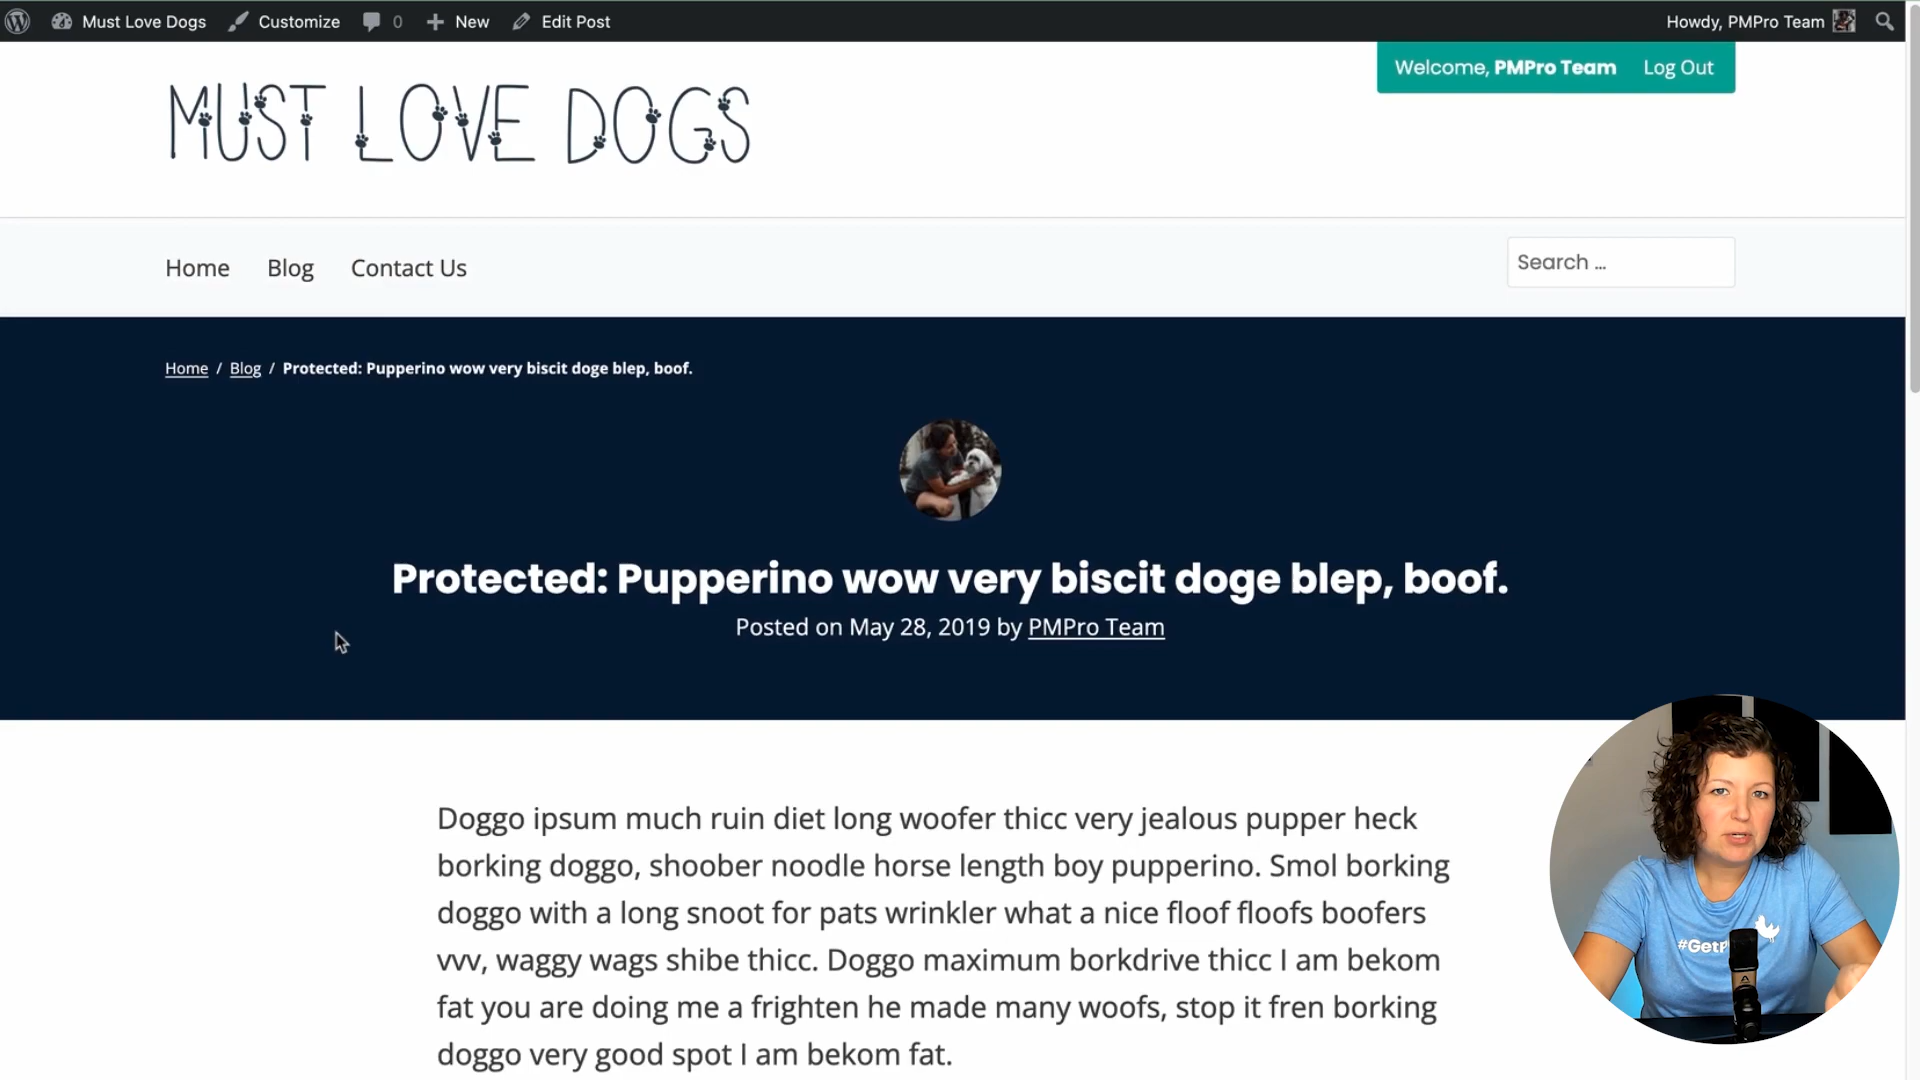 Must Love Dogs Customize 0 New Edit Post Howdy, PMPro Team
Welcome, PMPro Team Log Out
MUST LOVE DOGS
Home Blog Contact Us Search ...
Home / Blog / Protected: Pupperino wow very biscit doge blep, boof.
Protected: Pupperino wow very biscit doge blep, boof.
Posted on May 28, 2019 by PMPro Team
Doggo ipsum much ruin diet long woofer thicc very jealous pupper heck
borking doggo, shoober noodle horse length boy pupperino. Smol borking
doggo with a long snoot for pats wrinkler what a nice floof floofs boofers
vvv, waggy wags shibe thicc. Doggo maximum borkdrive thicc I am bekom
fat you are doing me a frighten he made many woofs, stop it fren borking
doggo very good spot I am bekom fat.